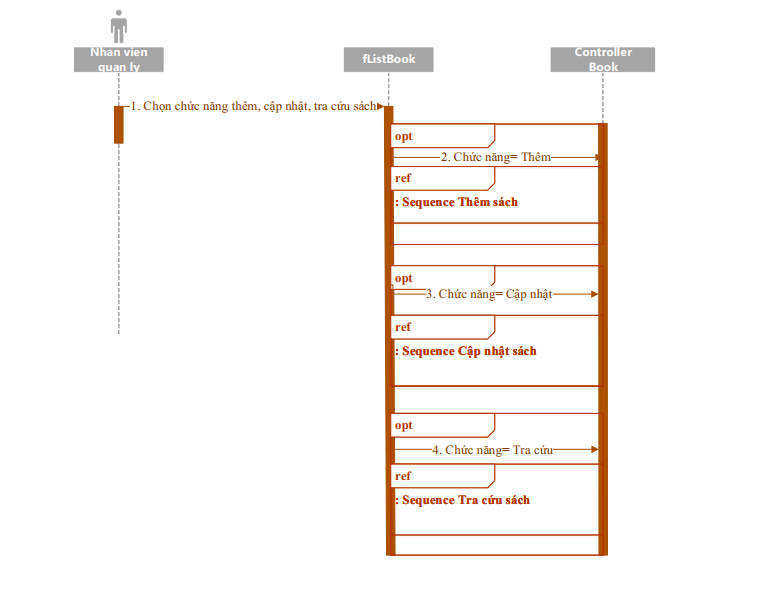 Nhan vien
quan ly
fListBook
Controller
Book
1. Chọn chức năng thêm, cập nhật, tra cứu sách
opt
2. Chức năng= Thêm
ref
: Sequence Thêm sách
opt
3. Chức năng= Cập nhật
ref
: Sequence Cập nhật sách
opt
4. Chức năng= Tra cứu
ref
: Sequence Tra cứu sách